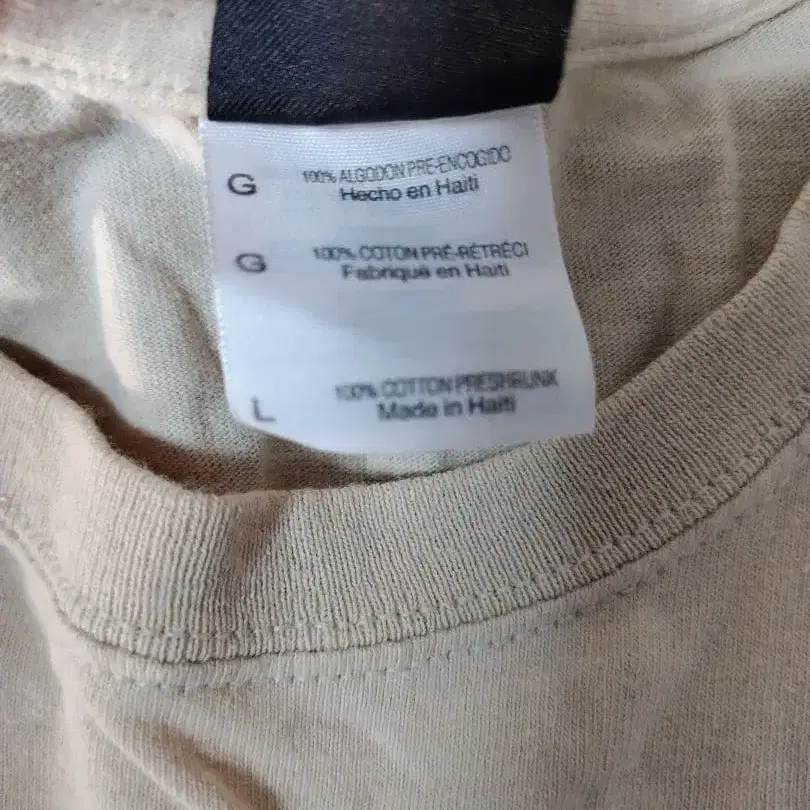 G 100% ALGODON PRE-ENCOGIDO
Hecho en Haiti
G 100% COTON PRÉ-RÉTRÉCI
Fabriqué en Haiti
L 100% COTTON PRESHRUNK
Made in Haiti